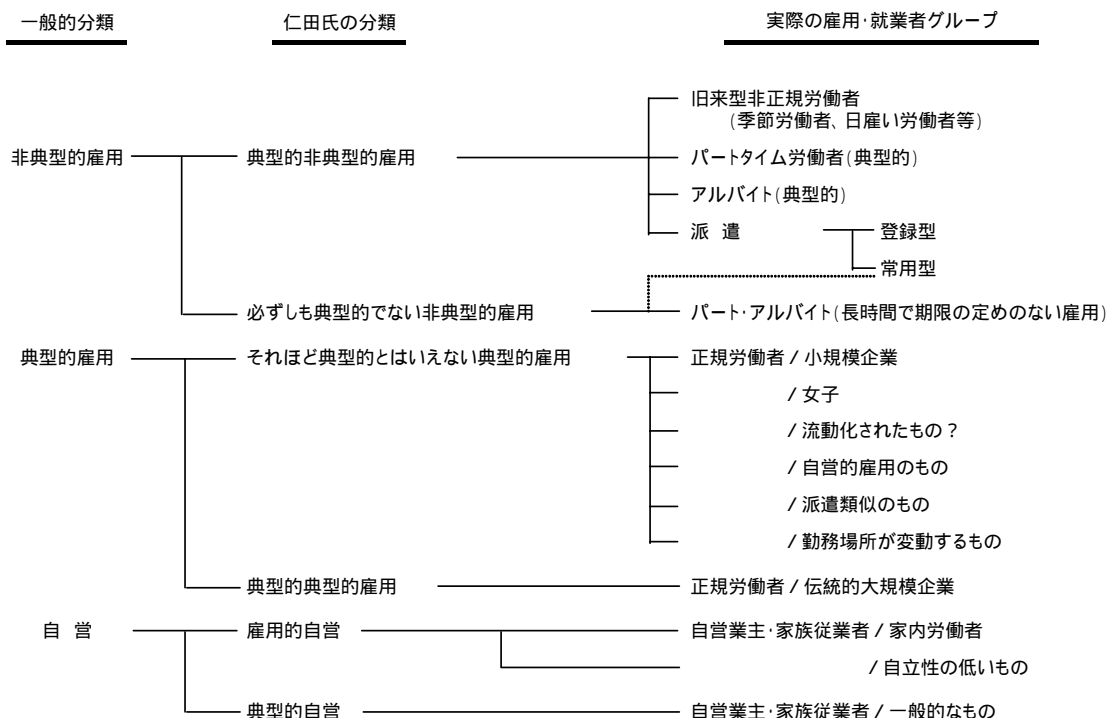 一般的分類 仁田氏の分類 実際の雇用･就業者グループ
旧来型非正規労働者
(季節労働者、日雇い労働者等)
非典型的雇用 典型的非典型的雇用 パートタイム労働者(典型的)
アルバイト(典型的)
派 遣 登録型
常用型
必ずしも典型的でない非典型的雇用 パート･アルバイト(長時間で期限の定めのない雇用)
典型的雇用 それほど典型的とはいえない典型的雇用 正規労働者 / 小規模企業
/ 女子
/ 流動化されたもの？
/ 自営的雇用のもの
/ 派遣類似のもの
/ 勤務場所が変動するもの
典型的典型的雇用 正規労働者 / 伝統的大規模企業
自 営 雇用的自営 自営業主･家族従業者 / 家内労働者
/ 自立性の低いもの
典型的自営 自営業主･家族従業者 / 一般的なもの